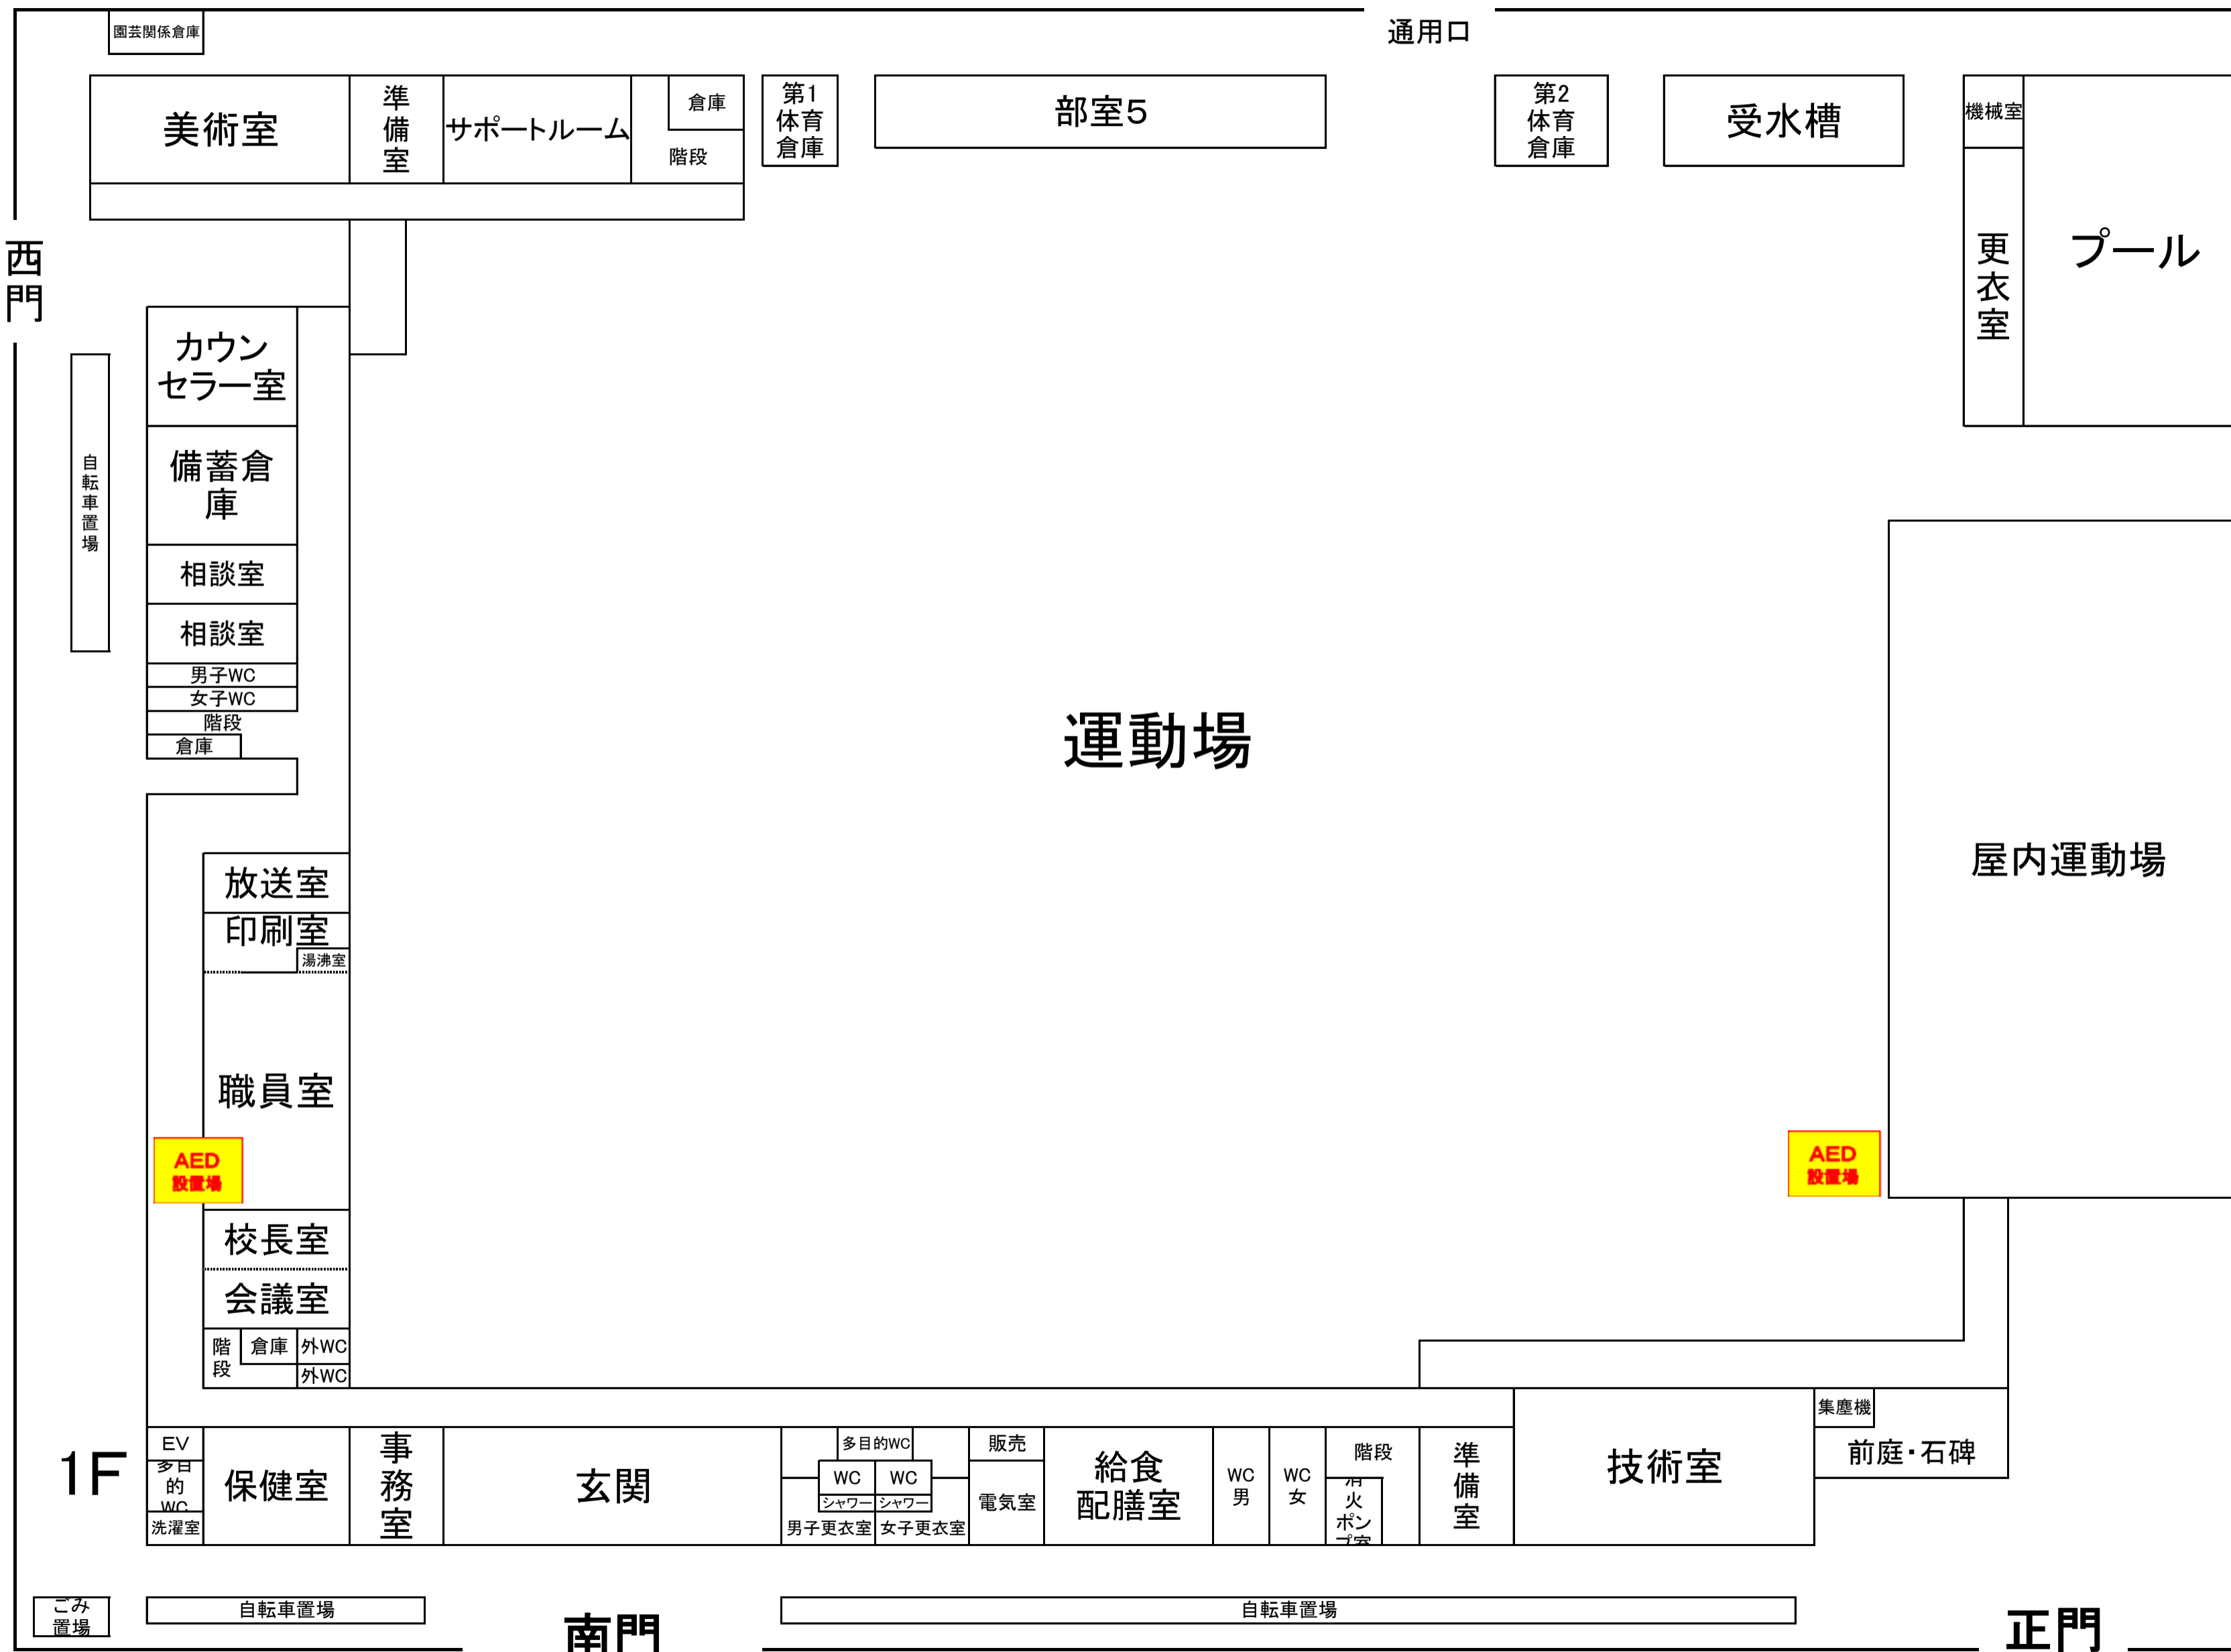 園芸関係倉庫
通用口
美術室
準
備
室
サポートルーム
倉庫
階段
第1
体育
倉庫
部室5
第2
体育
倉庫
受水槽
機械室
更
衣
室
プール
西
門
カウン
セラー室
備蓄倉
庫
自
転
車
置
場
相談室
相談室
男子WC
女子WC
階段
倉庫
運動場
屋内運動場
放送室
印刷室
湯沸室
職員室
AED
設置場
AED
設置場
校長室
会議室
階
段
倉庫
外WC
外WC
1F
EV
多目
的
WC
洗濯室
保健室
事
務
室
玄関
多目的WC
WC
WC
シャワー
シャワー
男子更衣室
女子更衣室
販売
電気室
給食
配膳室
WC
男
WC
女
階段
消
火
ポン
プ室
準
備
室
技術室
集塵機
前庭・石碑
ごみ
置場
自転車置場
南門
自転車置場
正門